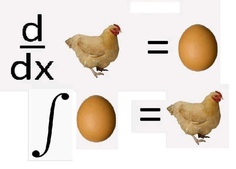 d
dx =
∫ =